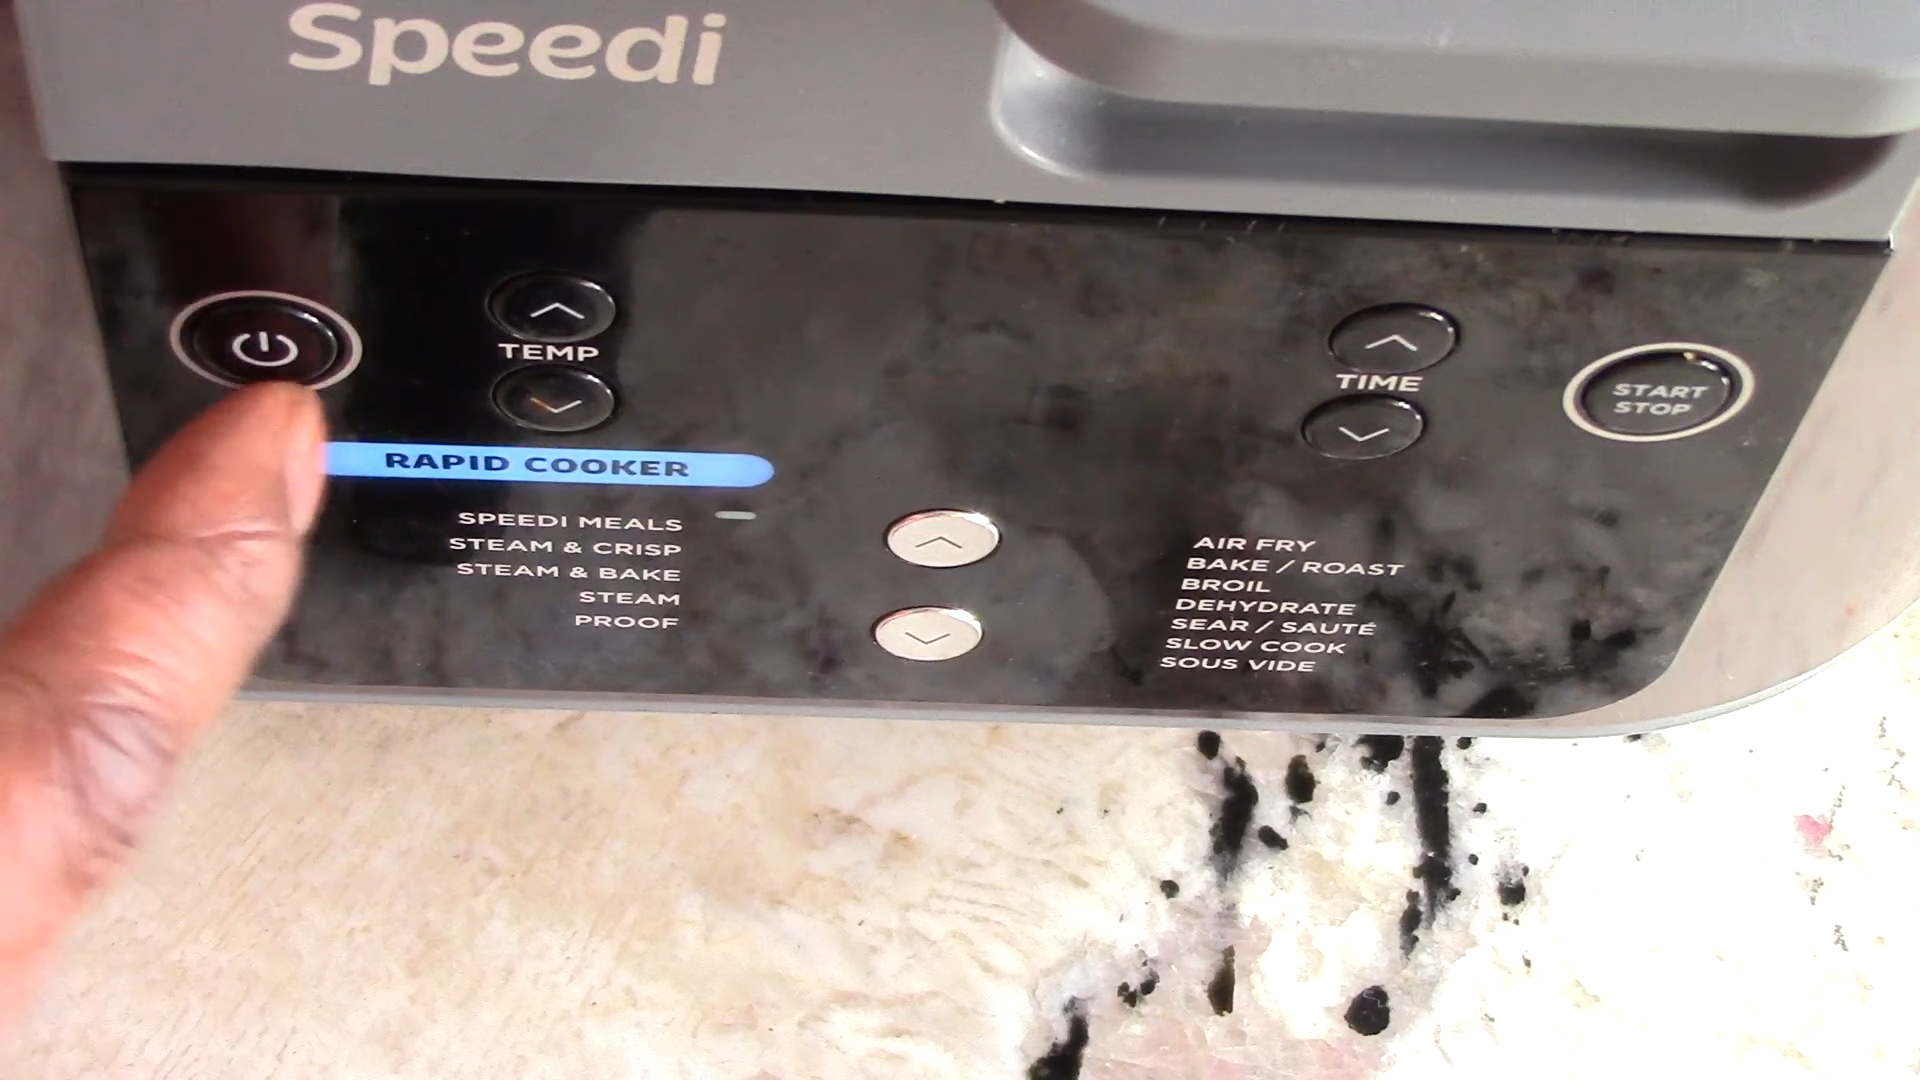 Speedi
TEMP
TIME
START
STOP
RAPID COOKER
SPEEDI MEALS
STEAM & CRISP
STEAM & BAKE
STEAM
PROOF
AIR FRY
BAKE / ROAST
BROIL
DEHYDRATE
SEAR / SAUTÉ
SLOW COOK
SOUS VIDE